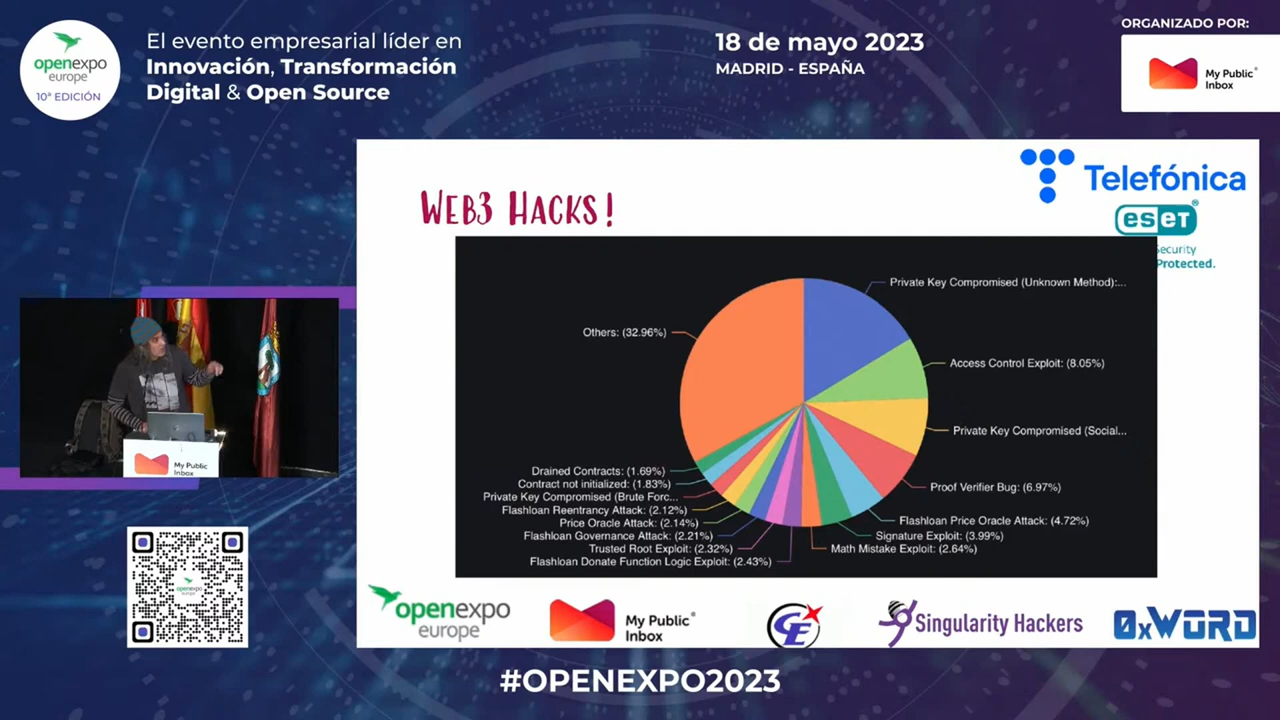 openexpo
europe
10ª EDICIÓN
El evento empresarial líder en
Innovación, Transformación
Digital & Open Source
18 de mayo 2023
MADRID - ESPAÑA
ORGANIZADO POR:
My Public®
Inbox
Telefónica
WEB3 HACKS!
eset®
Security
Protected.
Private Key Compromised (Unknown Method):...
Others: (32.96%)
Access Control Exploit: (8.05%)
Private Key Compromised (Social...
Drained Contracts: (1.69%)
Contract not initialized: (1.83%)
Private Key Compromised (Brute Forc...
Flashloan Reentrancy Attack: (2.12%)
Price Oracle Attack: (2.14%)
Flashloan Governance Attack: (2.21%)
Trusted Root Exploit: (2.32%)
Flashloan Donate Function Logic Exploit: (2.43%)
Proof Verifier Bug: (6.97%)
Flashloan Price Oracle Attack: (4.72%)
Signature Exploit: (3.99%)
Math Mistake Exploit: (2.64%)
My Public
Inbox
openexpo
europe
openexpo
europe
My Public®
Inbox
CE
Singularity Hackers
0xWORD
#OPENEXPO2023